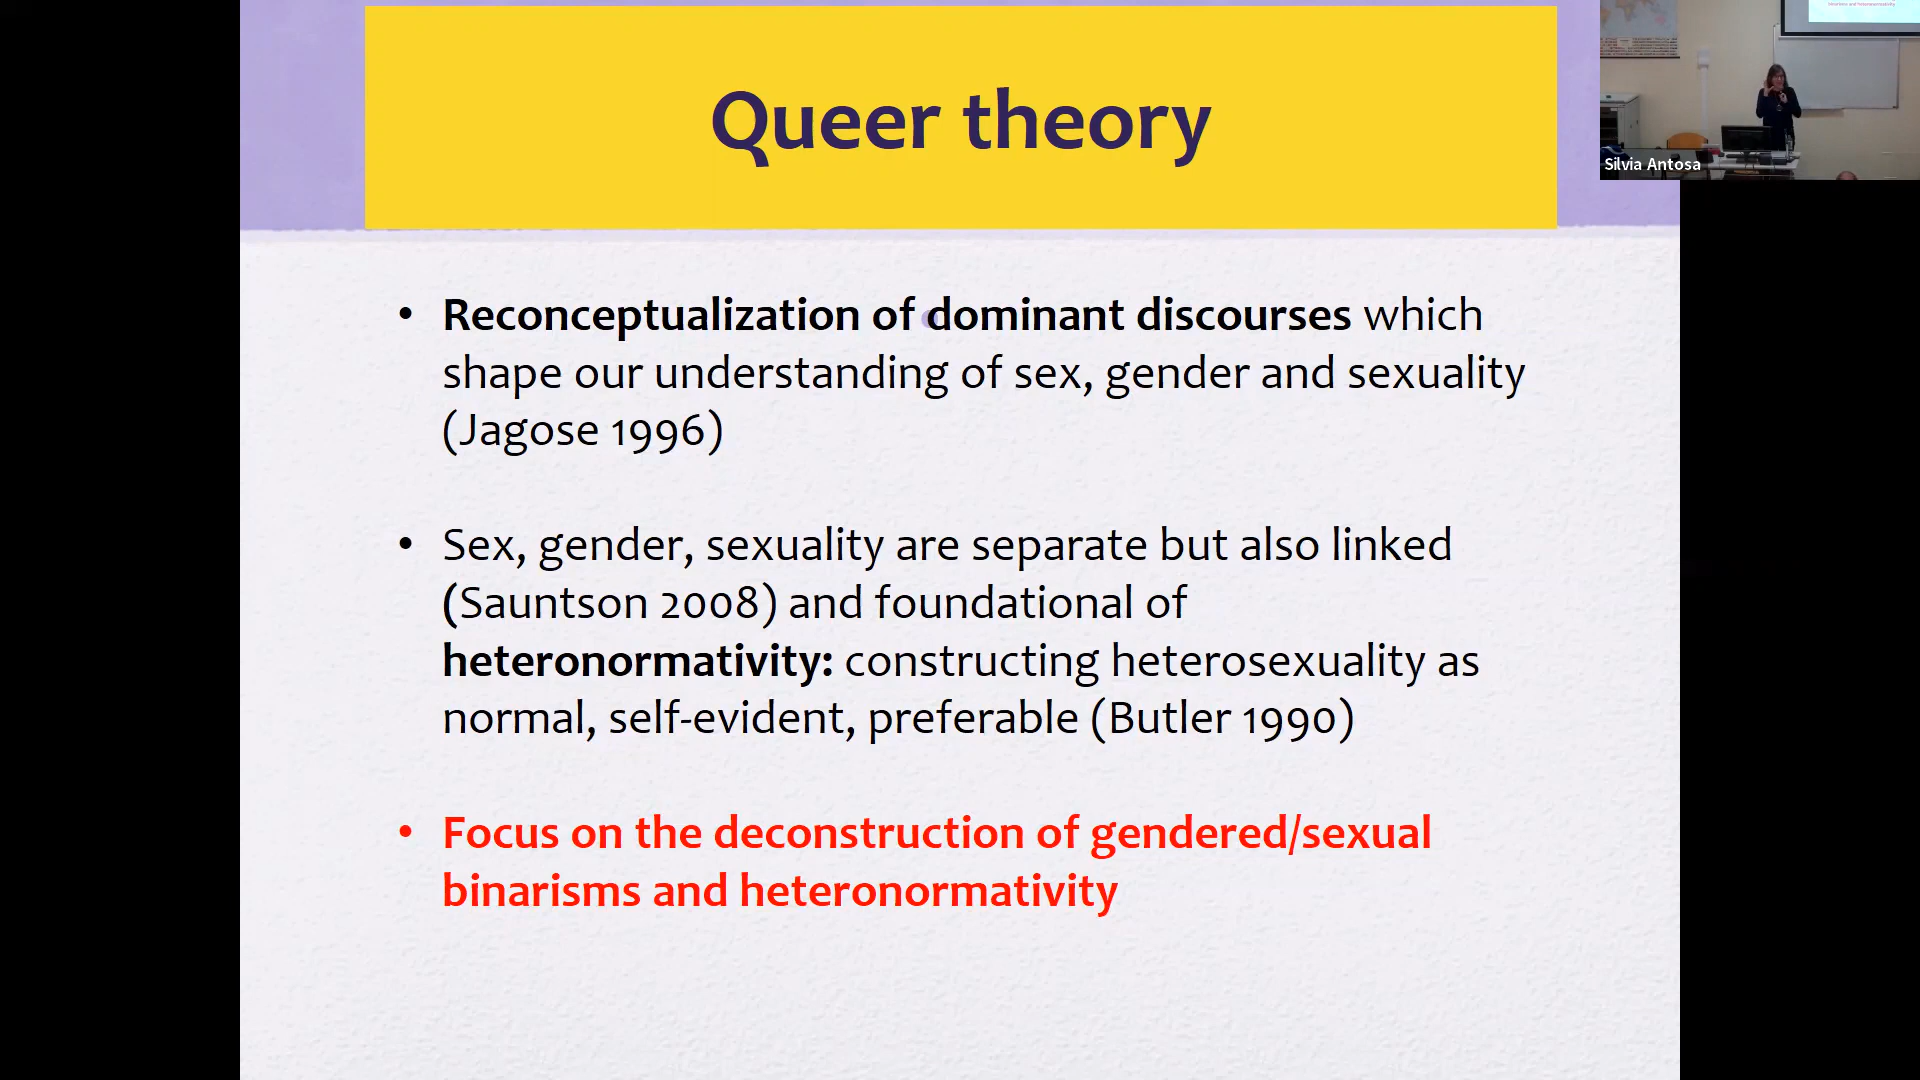 Queer theory
• Reconceptualization of dominant discourses which
shape our understanding of sex, gender and sexuality
(Jagose 1996)
• Sex, gender, sexuality are separate but also linked
(Sauntson 2008) and foundational of
heteronormativity: constructing heterosexuality as
normal, self-evident, preferable (Butler 1990)
• Focus on the deconstruction of gendered/sexual
binarisms and heteronormativity
Silvia Antosa